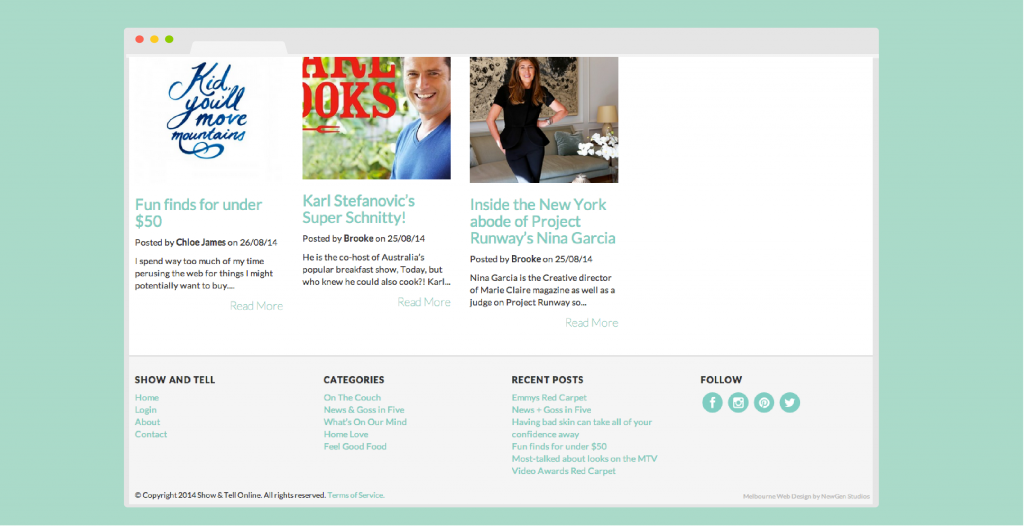 Kid,
you'll
move
mountains
Fun finds for under
$50
Posted by Chloe James on 26/08/14
I spend way too much of my time
perusing the web for things I might
potentially want to buy....
Read More
Karl Stefanovic's
Super Schnitty!
Posted by Brooke on 25/08/14
He is the co-host of Australia's
popular breakfast show. Today, but
who knew he could also cook?! Karl...
Read More
Inside the New York
abode of Project
Runway's Nina Garcia
Posted by Brooke on 25/08/14
Nina Garcia is the Creative director
of Marie Claire magazine as well as a
judge on Project Runway so...
Read More
SHOW AND TELL
Home
Login
About
Contact
CATEGORIES
On The Couch
News & Goss in Five
What's On Our Mind
Home Love
Feel Good Food
RECENT POSTS
Emmys Red Carpet
News + Goss in Five
Having bad skin can take all of your
confidence away
Fun finds for under $50
Most-talked about looks on the MTV
Video Awards Red Carpet
FOLLOW
© Copyright 2014 Show & Tell Online. All rights reserved. Terms of Service.
Melbourne Web Design by NewGen Studios